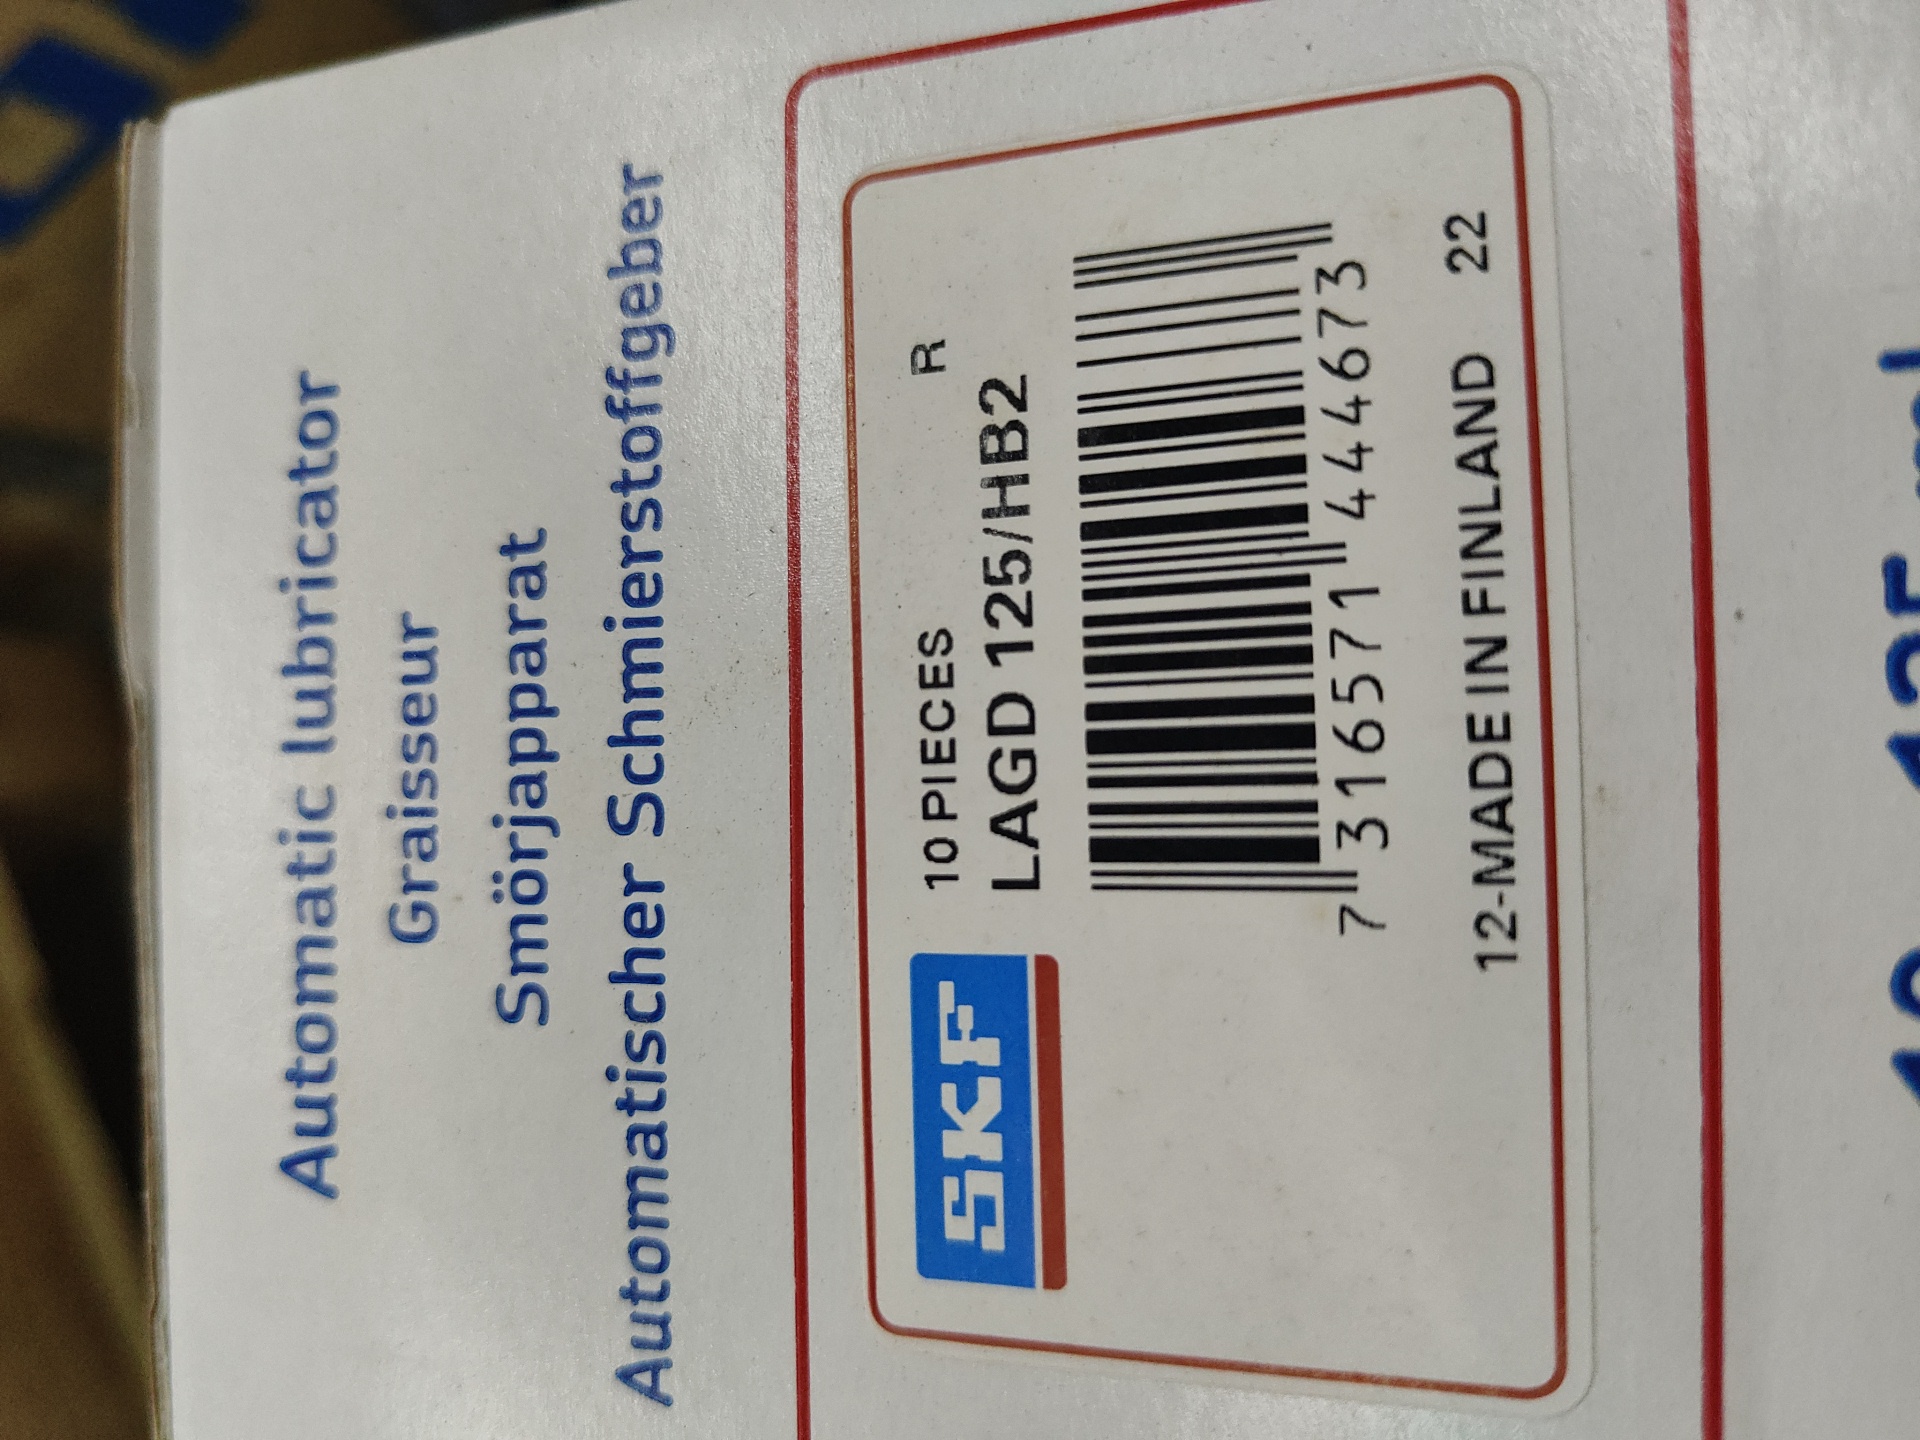 Automatic lubricator
Graisseur
Smörjapparat
Automatischer Schmierstoffgeber
SKF
10 PIECES R
LAGD 125/HB2
7 316571 444673
12-MADE IN FINLAND 22